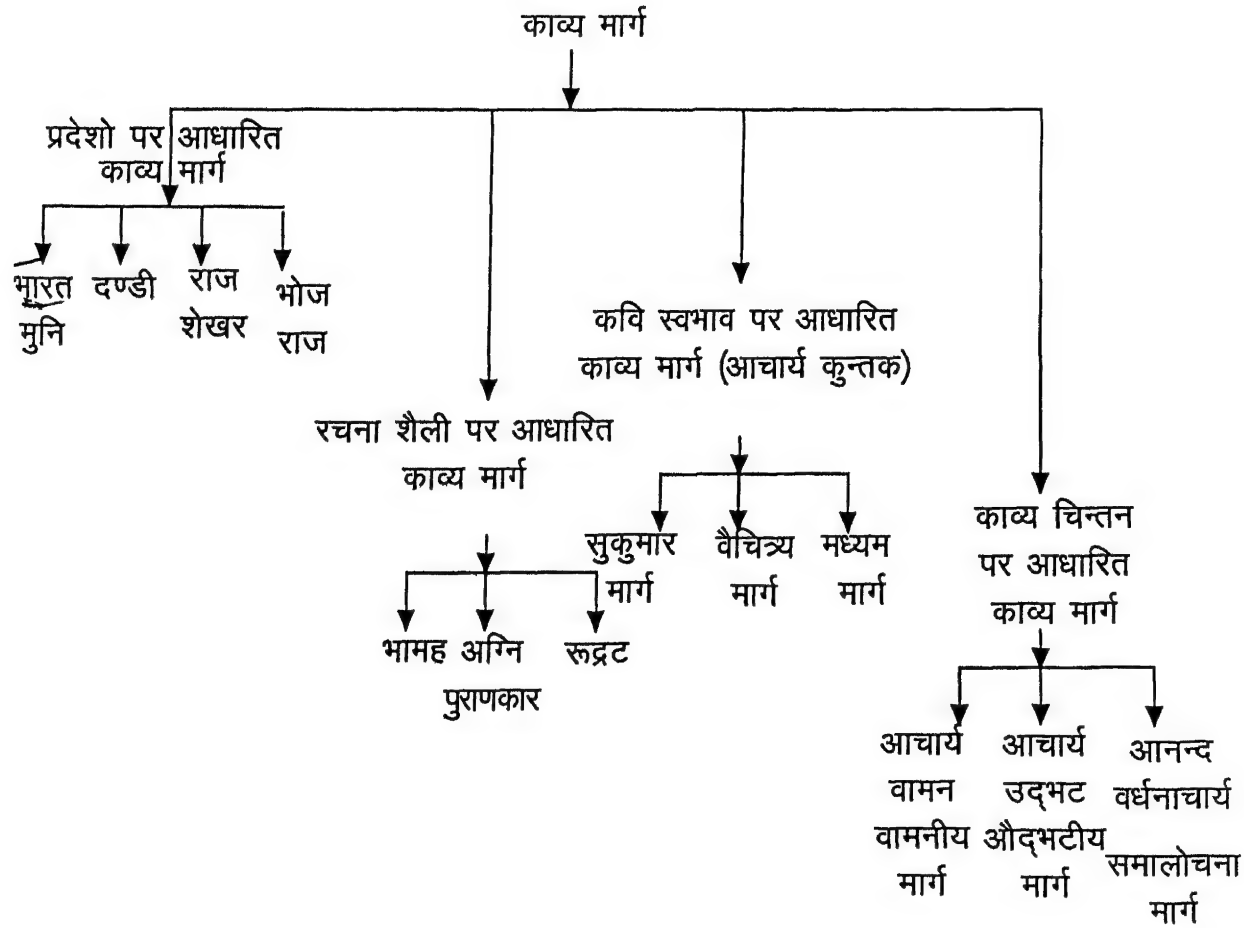 काव्य मार्ग
प्रदेशो पर आधारित
काव्य मार्ग
भारत
मुनि
दण्डी
राज
शेखर
भोज
राज
रचना शैली पर आधारित
काव्य मार्ग
भामह
अग्नि
पुराणकार
रूद्रट
कवि स्वभाव पर आधारित
काव्य मार्ग (आचार्य कुन्तक)
सुकुमार
मार्ग
वैचित्र्य
मार्ग
मध्यम
मार्ग
काव्य चिन्तन
पर आधारित
काव्य मार्ग
आचार्य
वामन
वामनीय
मार्ग
आचार्य
उद्‌भट
औद्‌भटीय
मार्ग
आनन्द
वर्धनाचार्य
समालोचना
मार्ग